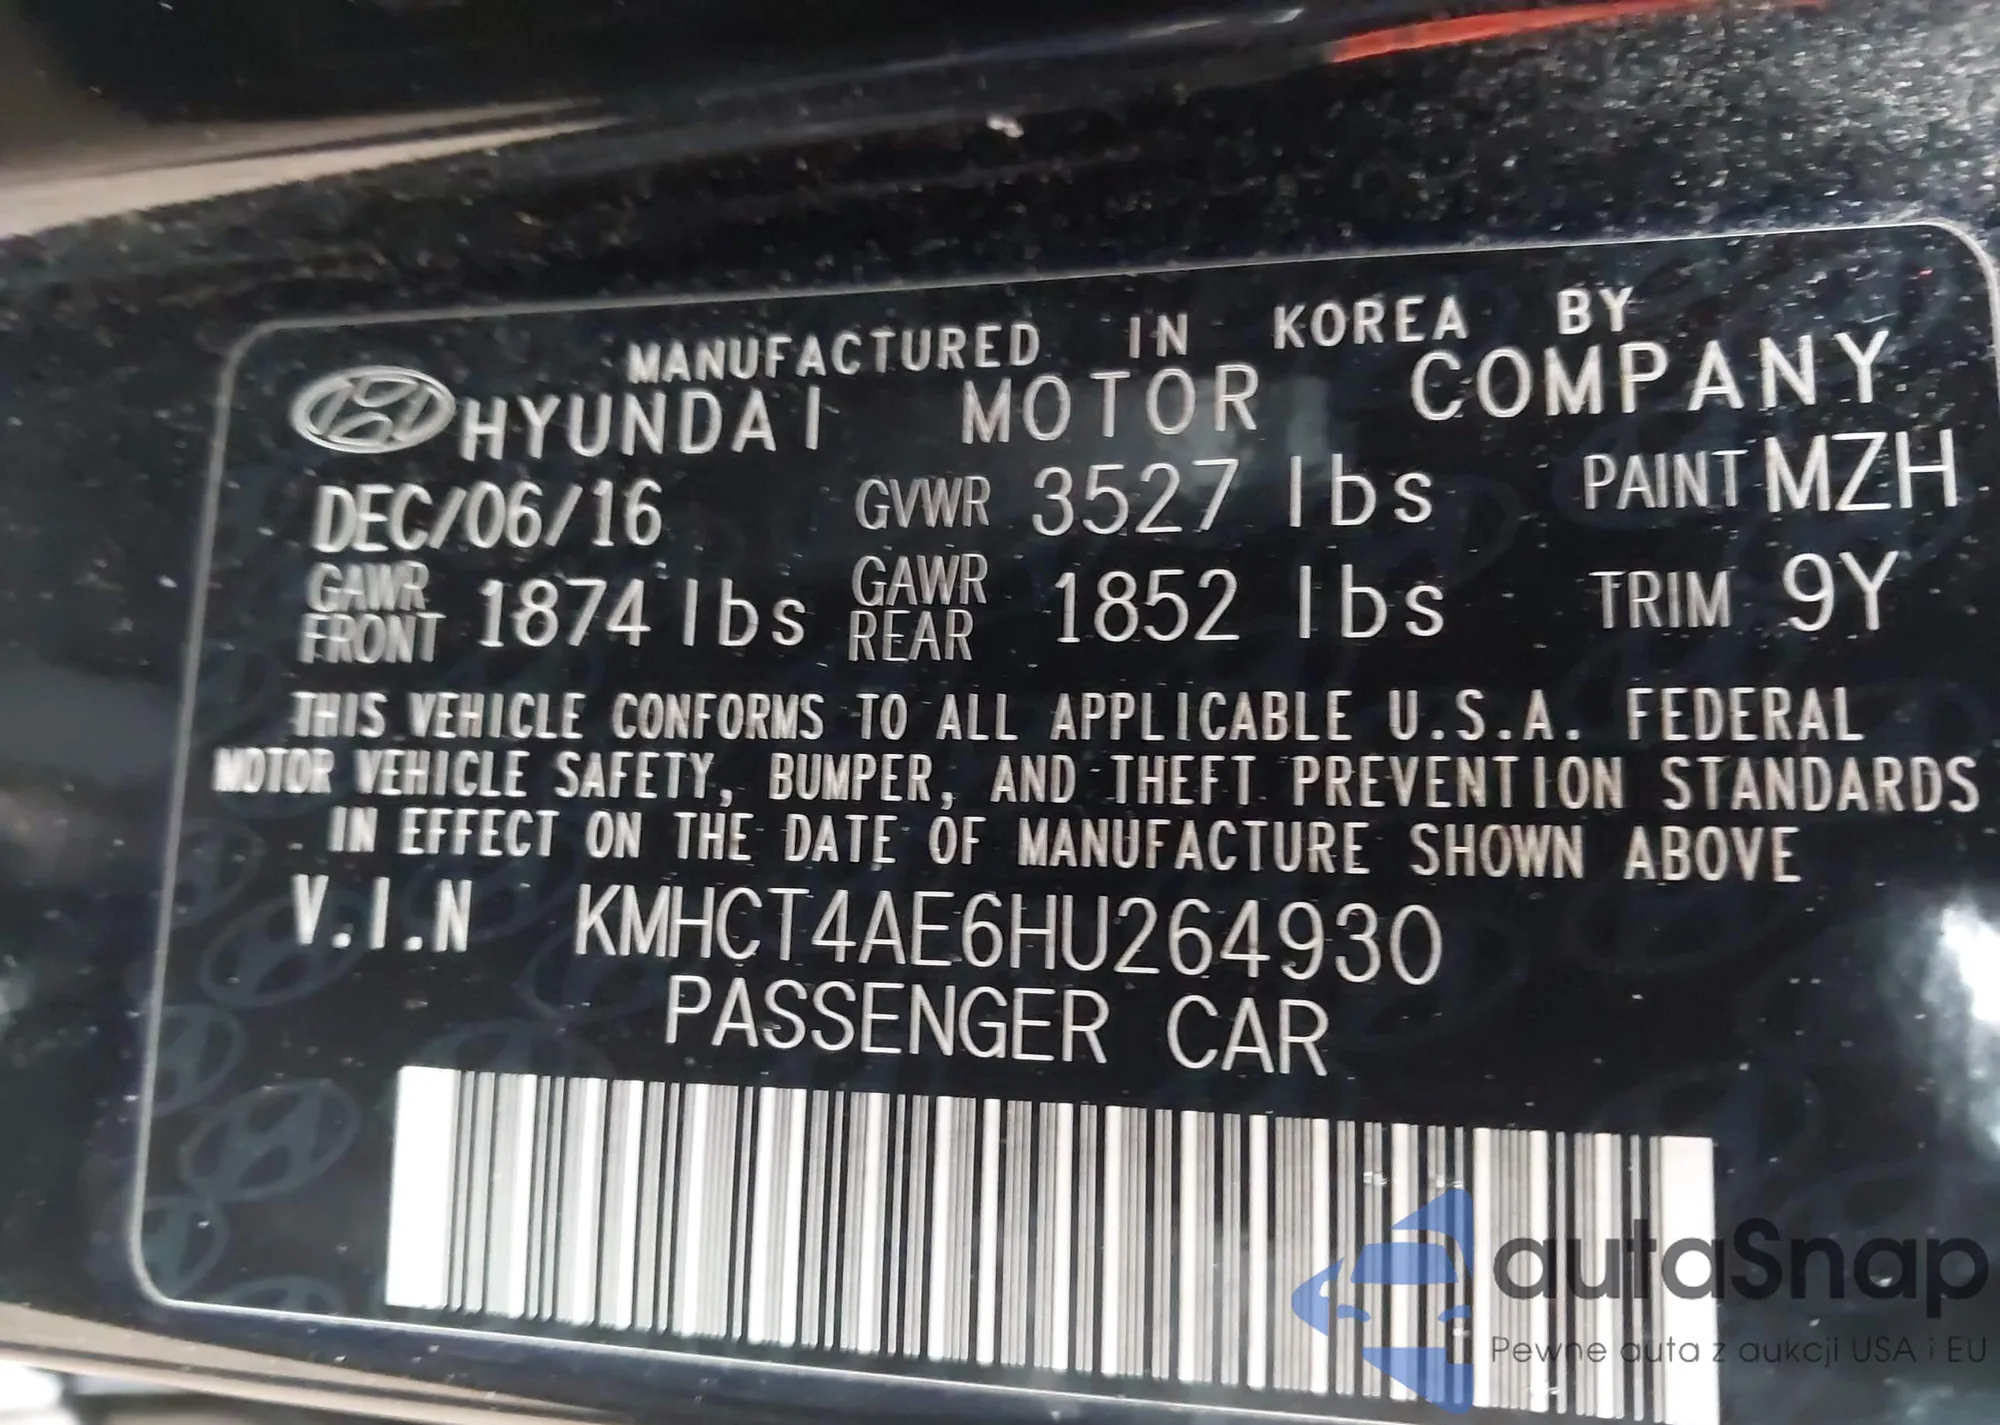 MANUFACTURED IN KOREA BY
HYUNDAI MOTOR COMPANY
DEC/06/16 GVWR 3527 lbs PAINT MZH
GAWR FRONT 1874 lbs GAWR REAR 1852 lbs TRIM 9Y
THIS VEHICLE CONFORMS TO ALL APPLICABLE U.S.A. FEDERAL
MOTOR VEHICLE SAFETY, BUMPER, AND THEFT PREVENTION STANDARDS
IN EFFECT ON THE DATE OF MANUFACTURE SHOWN ABOVE
V.I.N KMHCT4AE6HU264930
PASSENGER CAR
autaSnap
Pewne auta z aukcji USA i EU